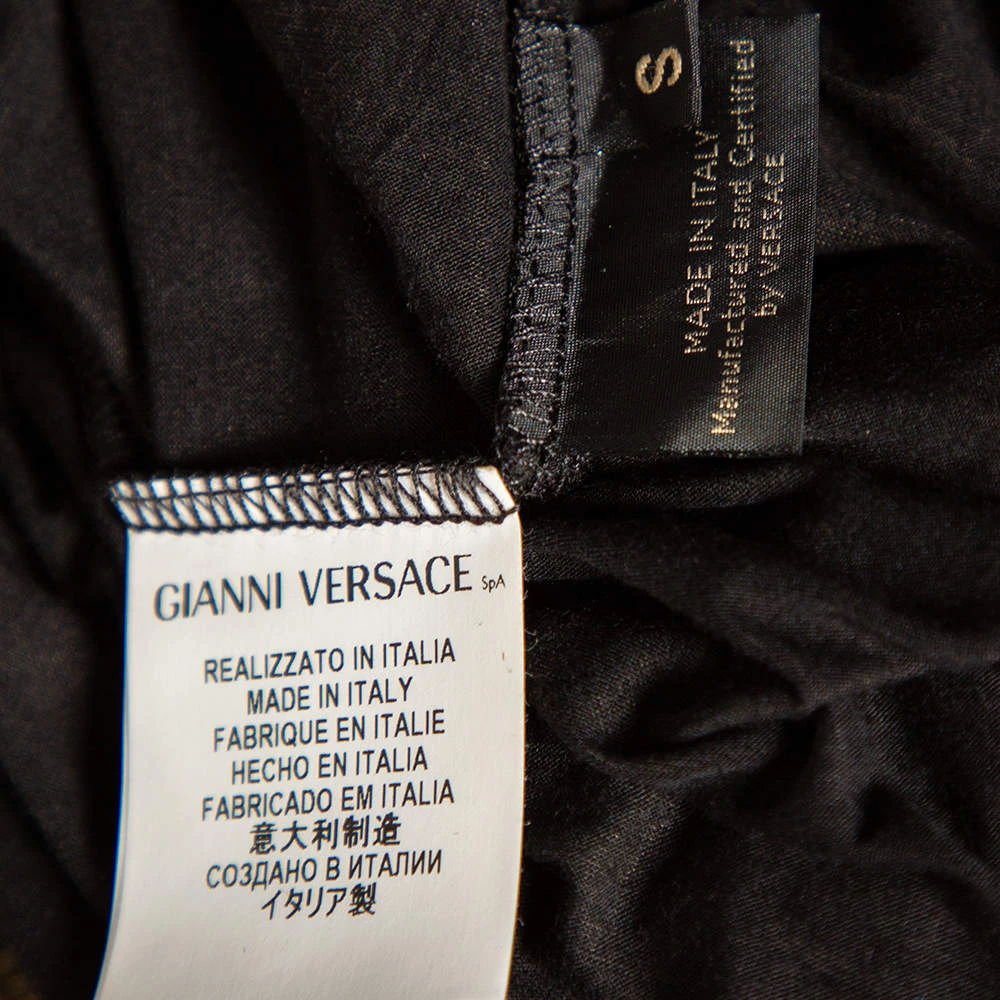 S
MADE IN ITALY
Manufactured and Certified
by VERSACE
GIANNI VERSACE SpA
REALIZZATO IN ITALIA
MADE IN ITALY
FABRIQUE EN ITALIE
HECHO EN ITALIA
FABRICADO EM ITALIA
意大利制造
СОЗДАНО В ИТАЛИИ
イタリア製